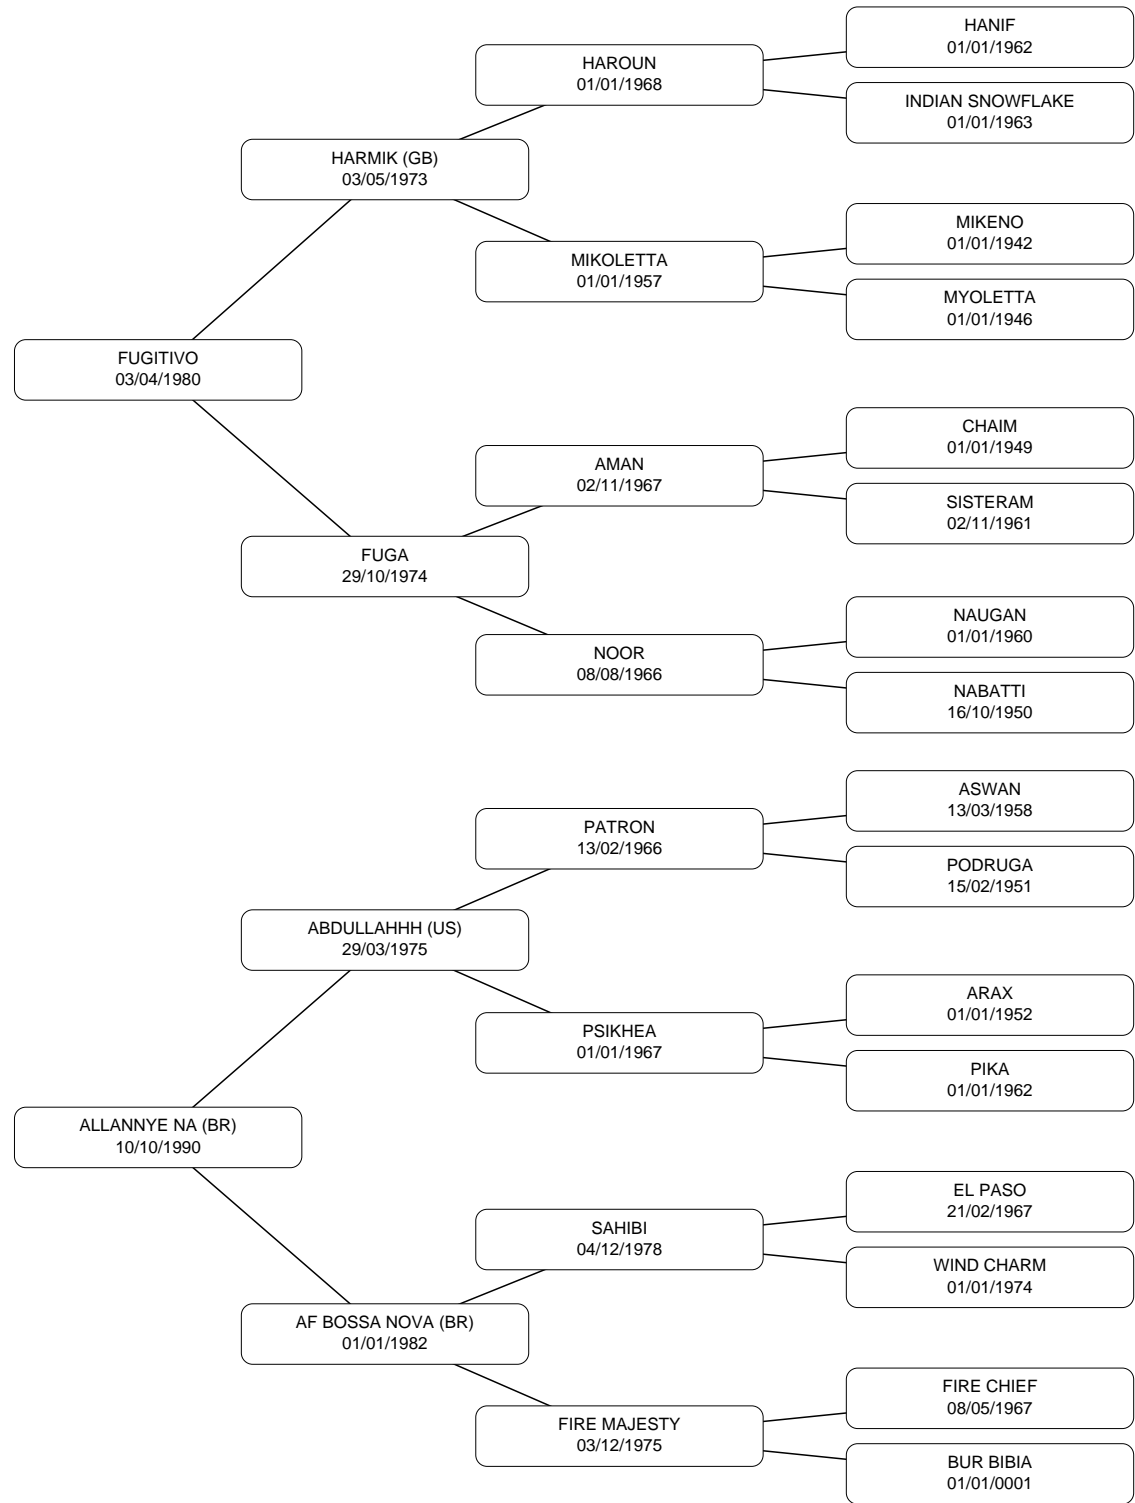 HANIF
01/01/1962
HAROUN
01/01/1968
INDIAN SNOWFLAKE
01/01/1963
HARMIK (GB)
03/05/1973
MIKENO
01/01/1942
MIKOLETTA
01/01/1957
MYOLETTA
01/01/1946
FUGITIVO
03/04/1980
CHAIM
01/01/1949
AMAN
02/11/1967
SISTERAM
02/11/1961
FUGA
29/10/1974
NAUGAN
01/01/1960
NOOR
08/08/1966
NABATTI
16/10/1950
ASWAN
13/03/1958
PATRON
13/02/1966
PODRUGA
15/02/1951
ABDULLAHHH (US)
29/03/1975
ARAX
01/01/1952
PSIKHEA
01/01/1967
PIKA
01/01/1962
ALLANNYE NA (BR)
10/10/1990
EL PASO
21/02/1967
SAHIBI
04/12/1978
WIND CHARM
01/01/1974
AF BOSSA NOVA (BR)
01/01/1982
FIRE CHIEF
08/05/1967
FIRE MAJESTY
03/12/1975
BUR BIBIA
01/01/0001